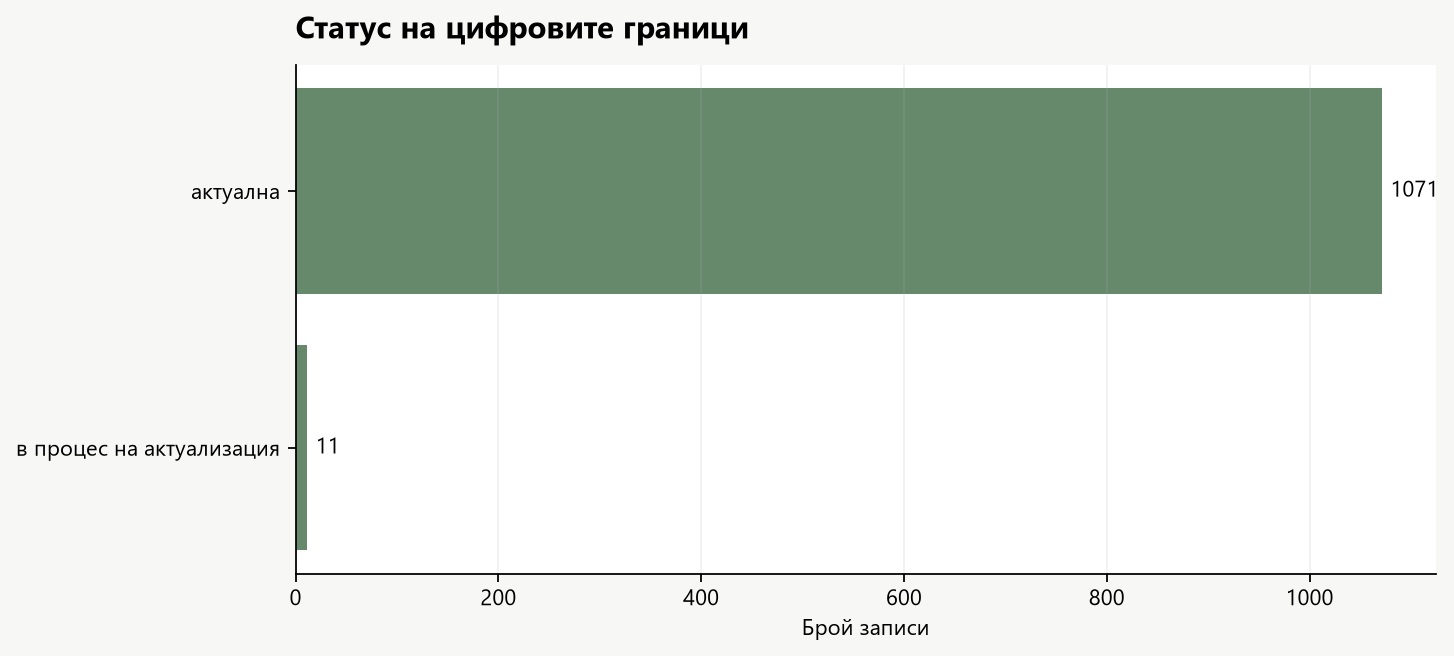 Статус на цифровите граници
актуална
1071
в процес на актуализация
11
0 200 400 600 800 1000
Брой записи